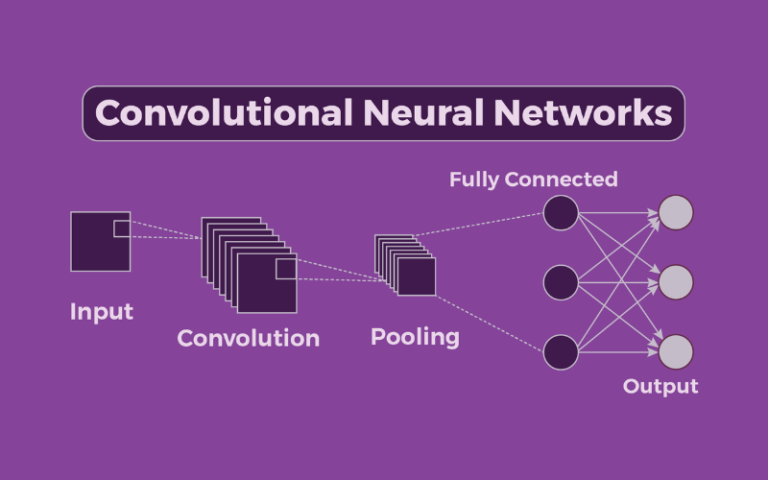 Convolutional Neural Networks
Fully Connected
Input
Convolution
Pooling
Output